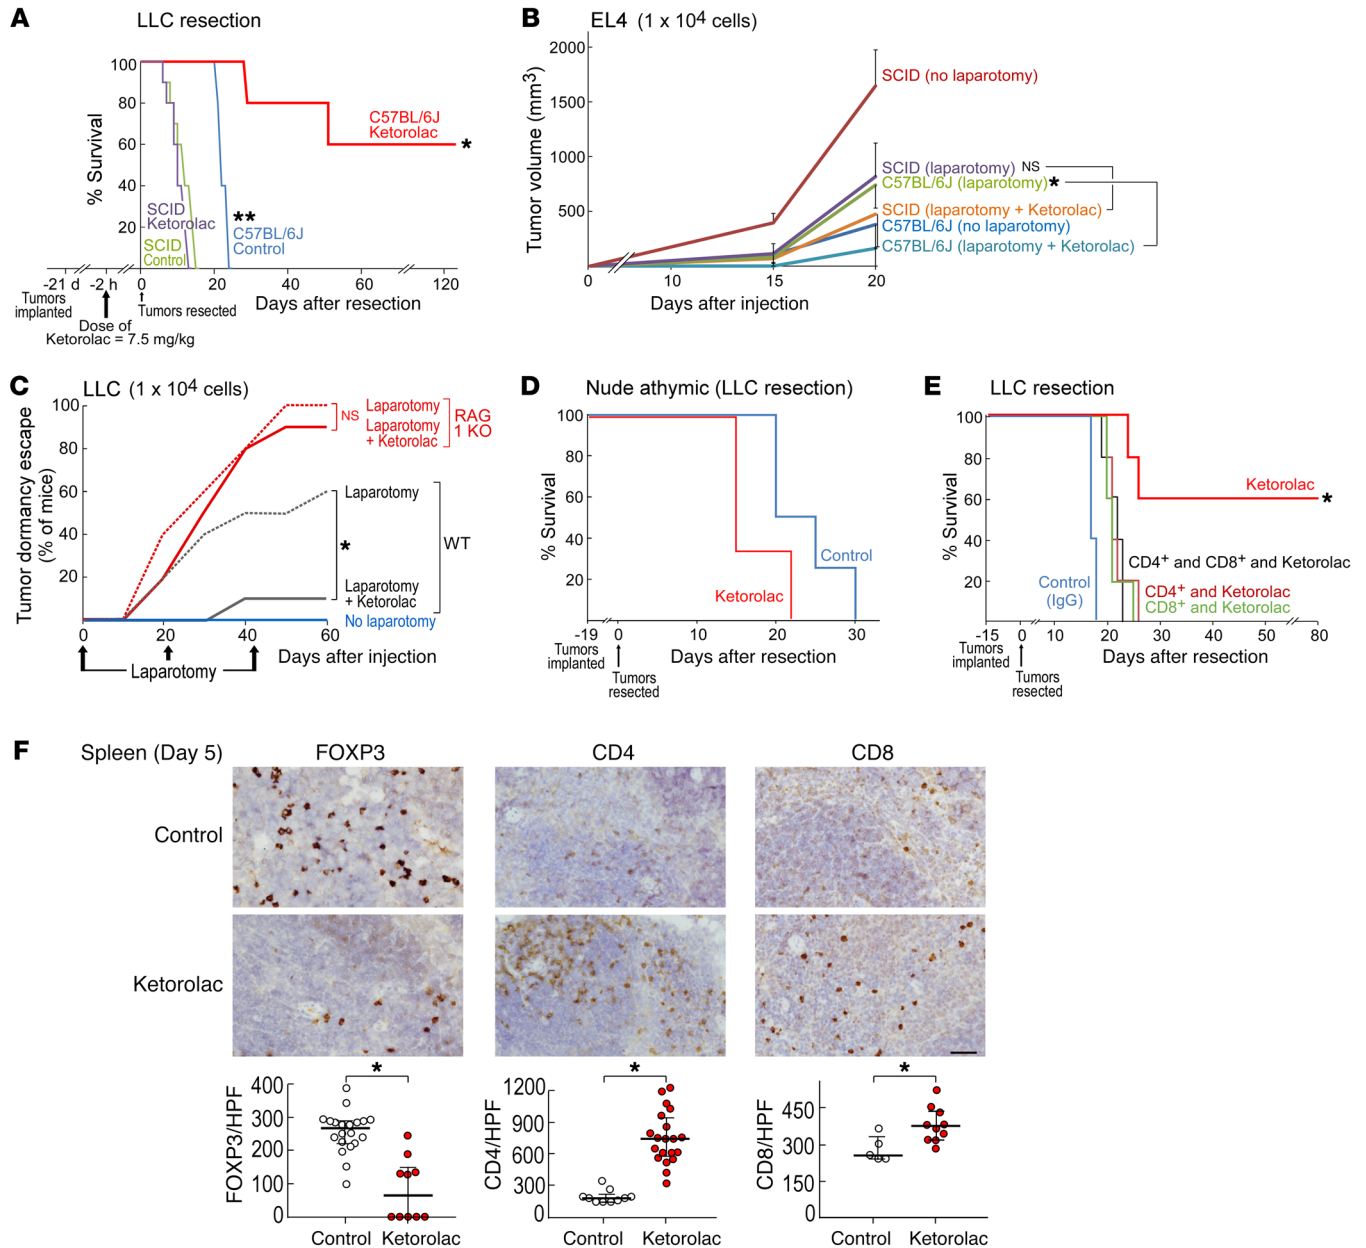 A
LLC resection
% Survival
100
80
60
40
20
C57BL/6J
Ketorolac
*
SCID
Ketorolac
SCID
Control
**
C57BL/6J
Control
-21 d
-2 h
0
20
40
60
120
Tumors
implanted
Tumors resected
Days after resection
Dose of
Ketorolac = 7.5 mg/kg
B
EL4 (1 x 10⁴ cells)
Tumor volume (mm³)
2000
1500
1000
500
SCID (no laparotomy)
SCID (laparotomy) NS
C57BL/6J (laparotomy)*
SCID (laparotomy + Ketorolac)
C57BL/6J (no laparotomy)
C57BL/6J (laparotomy + Ketorolac)
0
10
15
20
Days after injection
C
LLC (1 x 10⁴ cells)
Tumor dormancy escape
(% of mice)
100
80
60
40
20
NS
Laparotomy
Laparotomy
+ Ketorolac
RAG
1 KO
Laparotomy
*
WT
Laparotomy
+ Ketorolac
No laparotomy
0
20
40
60
Laparotomy
Days after injection
D
Nude athymic (LLC resection)
% Survival
100
80
60
40
20
Control
Ketorolac
-19
0
10
20
30
Tumors
implanted
Tumors
resected
Days after resection
E
LLC resection
% Survival
100
80
60
40
20
Ketorolac
*
CD4⁺ and CD8⁺ and Ketorolac
Control
(IgG)
CD4⁺ and Ketorolac
CD8⁺ and Ketorolac
-15
0
10
20
30
40
50
80
Tumors
implanted
Tumors
resected
Days after resection
F
Spleen (Day 5)
FOXP3
CD4
CD8
Control
Ketorolac
FOXP3/HPF
400
300
200
100
0
*
Control
Ketorolac
CD4/HPF
1200
900
600
300
0
*
Control
Ketorolac
CD8/HPF
450
300
150
0
*
Control
Ketorolac